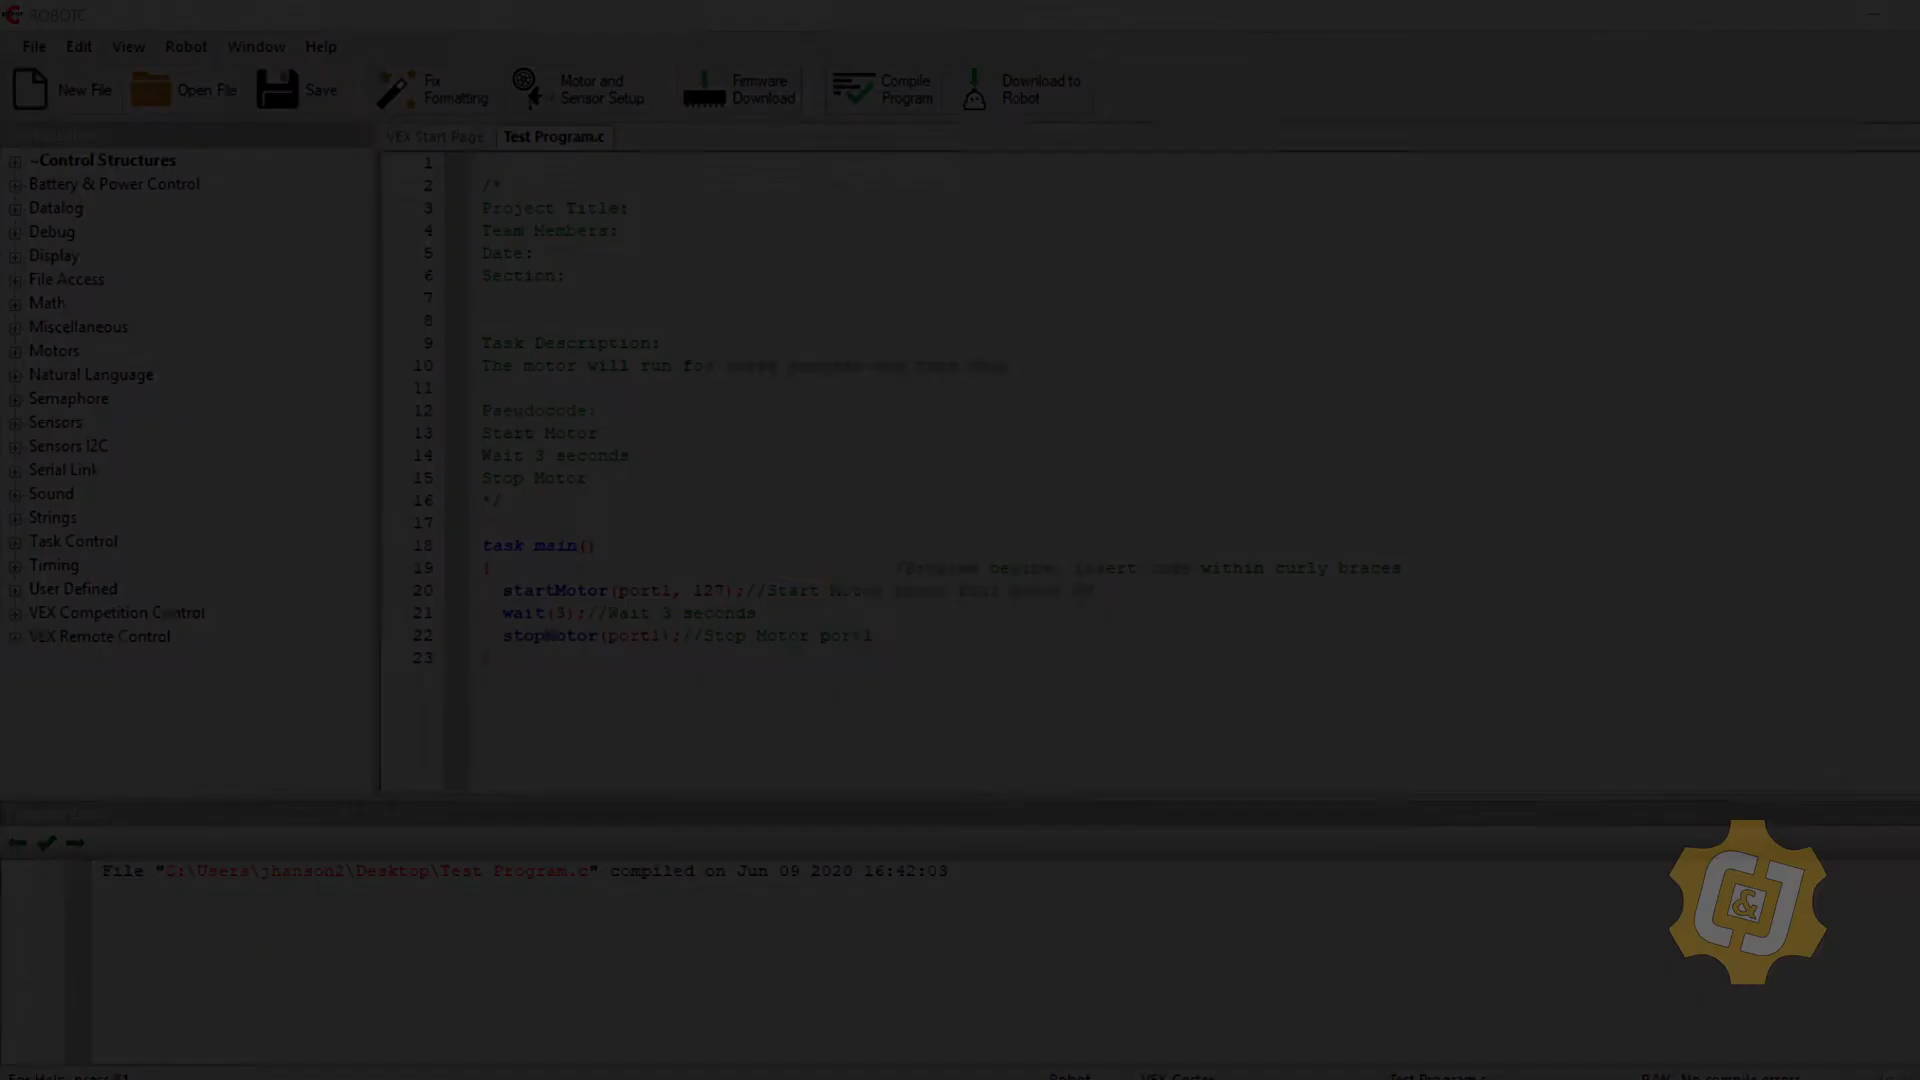 ROBOTC
File Edit View Robot Window Help
New File Open File Save Fix Formatting Motor and Sensor Setup Firmware Download Compile Program Download to Robot
VEX Start Page Test Program.c
~Control Structures
Battery & Power Control
Datalog
Debug
Display
File Access
Math
Miscellaneous
Motors
Natural Language
Semaphore
Sensors
Sensors I2C
Serial Link
Sound
Strings
Task Control
Timing
User Defined
VEX Competition Control
VEX Remote Control
1
2 /*
3 Project Title:
4 Team Members:
5 Date:
6 Section:
7
8
9 Task Description:
10 The motor will run for
11
12 Pseudocode:
13 Start Motor
14 Wait 3 seconds
15 Stop Motor
16 */
17
18 task main()
19 { within curly braces
20 startMotor(port1, 127);//Start Motor
21 wait(3);//Wait 3 seconds
22 stopMotor(port1);//Stop Motor port1
23
File "C:\Users\jhanson2\Desktop\Test Program.c" compiled on Jun 09 2020 16:42:03
C&J